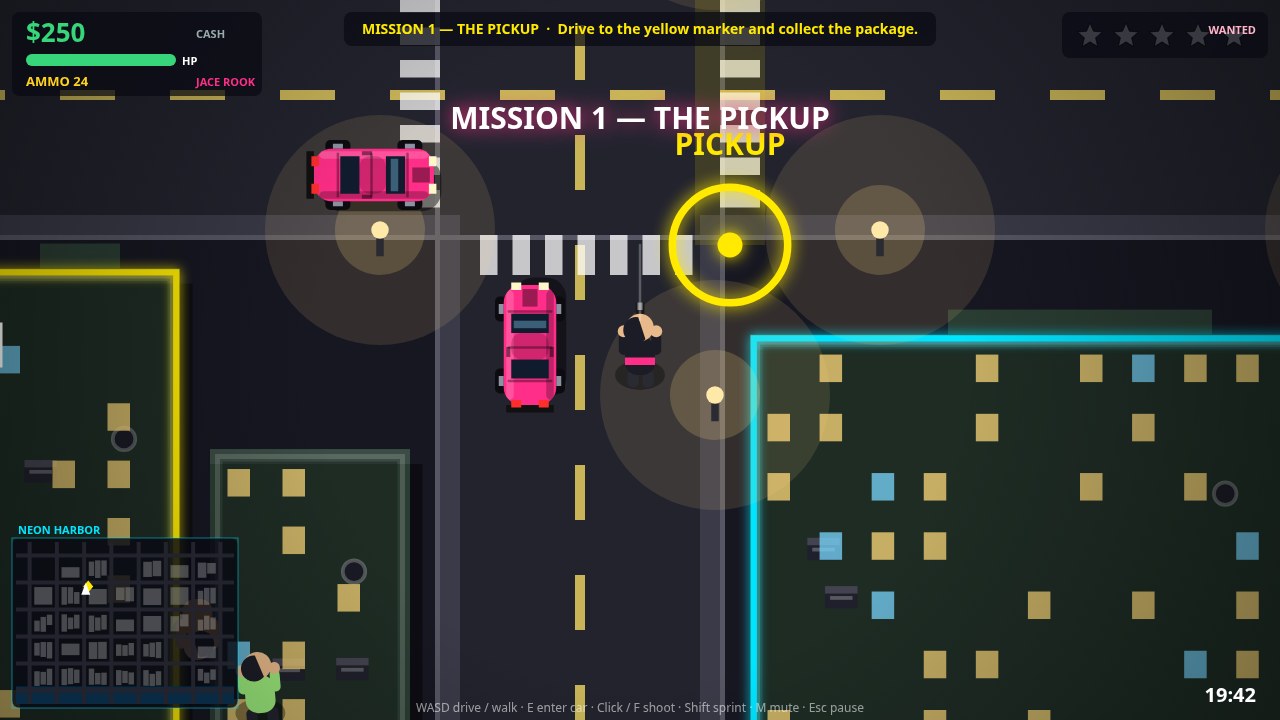 $250
CASH
HP
AMMO 24
JACE ROOK
MISSION 1 — THE PICKUP · Drive to the yellow marker and collect the package.
WANTED
MISSION 1 — THE PICKUP
PICKUP
NEON HARBOR
19:42
WASD drive / walk · E enter car · Click / F shoot · Shift sprint · M mute · Esc pause